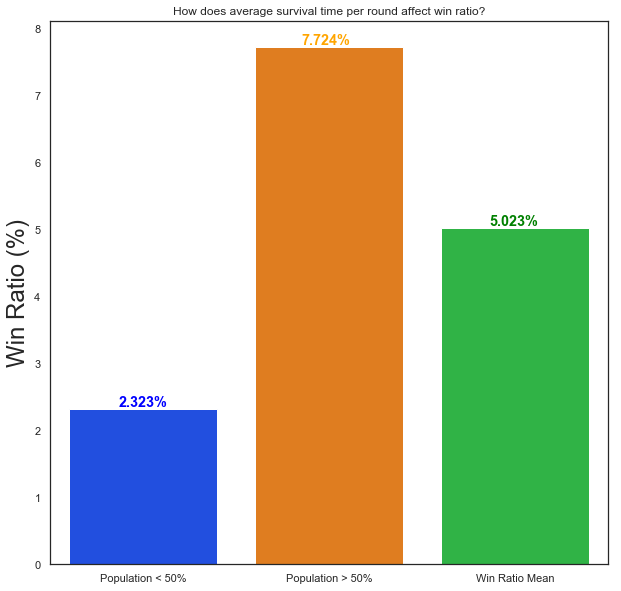 How does average survival time per round affect win ratio?
Win Ratio (%)
8
7
6
5
4
3
2
1
0
7.724%
5.023%
2.323%
Population < 50%
Population > 50%
Win Ratio Mean